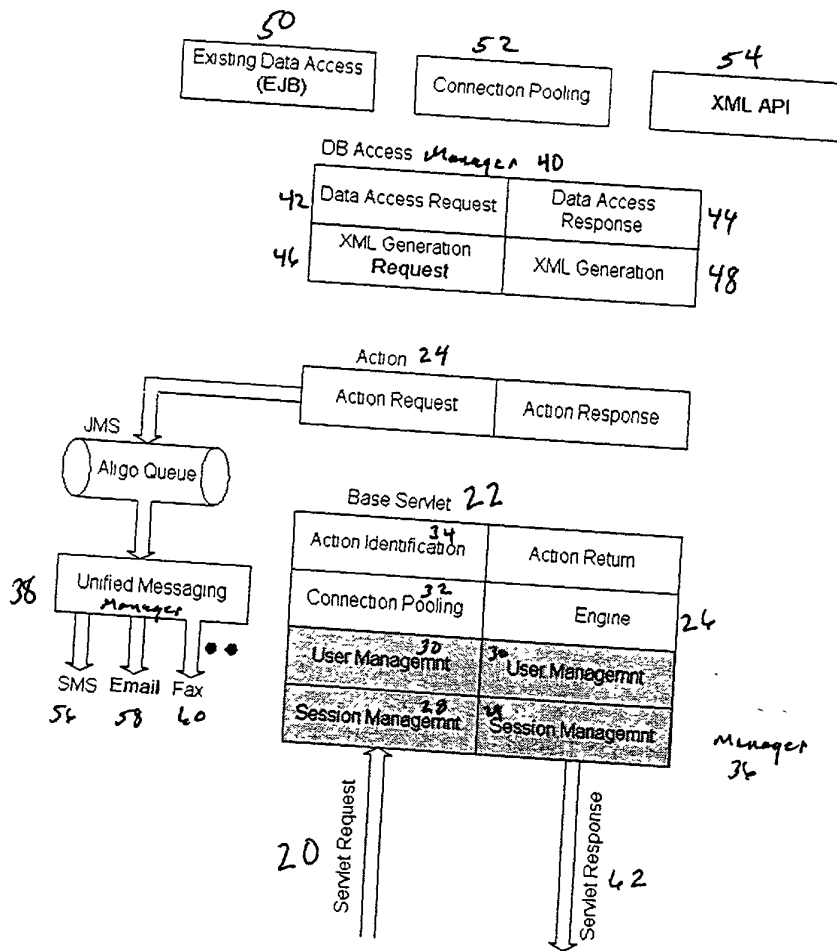 50
52
54
Existing Data Access
(EJB)
Connection Pooling
XML API
DB Access Manager 40
42
Data Access Request
Data Access
Response
44
46
XML Generation
Request
XML Generation
48
Action 24
Action Request
Action Response
JMS
Aligo Queue
Base Servlet 22
Action Identification 34
Action Return
38
Unified Messaging
Manager
Connection Pooling 32
Engine
26
User Managemnt 30
30 User Managemnt
SMS
Email
Fax
56
58
60
Session Managemnt 28
Session Managemnt
Manager
36
20
Servlet Request
Servlet Response
62